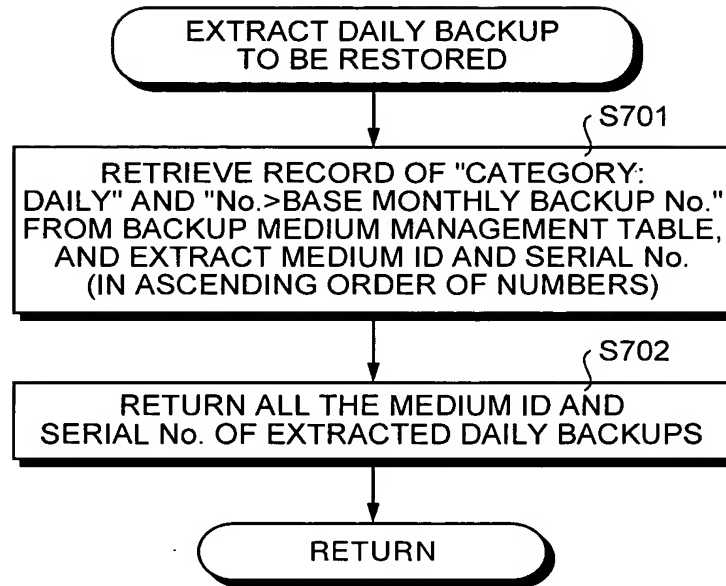 EXTRACT DAILY BACKUP
TO BE RESTORED
S701
RETRIEVE RECORD OF "CATEGORY:
DAILY" AND "No.>BASE MONTHLY BACKUP No."
FROM BACKUP MEDIUM MANAGEMENT TABLE,
AND EXTRACT MEDIUM ID AND SERIAL No.
(IN ASCENDING ORDER OF NUMBERS)
S702
RETURN ALL THE MEDIUM ID AND
SERIAL No. OF EXTRACTED DAILY BACKUPS
RETURN